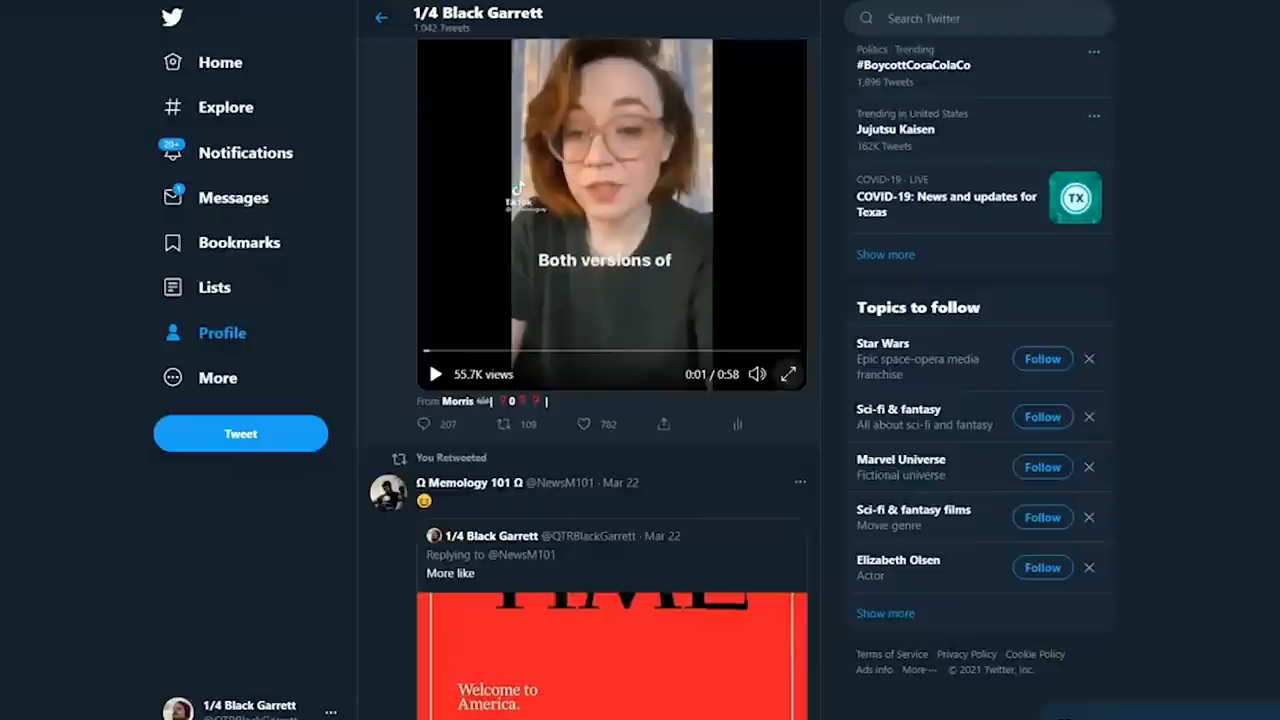 Home
Explore
20+
Notifications
1
Messages
Bookmarks
Lists
Profile
More
Tweet
1/4 Black Garrett
@QTRBlackGarrett
1/4 Black Garrett
1,042 Tweets
TikTok
Both versions of
55.7K views
0:01 / 0:58
From Morris
207
109
782
You Retweeted
Ω Memology 101 Ω @NewsM101 · Mar 22
1/4 Black Garrett @QTRBlackGarrett · Mar 22
Replying to @NewsM101
More like
TIME
Welcome to
America.
Search Twitter
Politics · Trending
#BoycottCocaColaCo
1,896 Tweets
Trending in United States
Jujutsu Kaisen
162K Tweets
COVID-19 · LIVE
COVID-19: News and updates for
Texas
TX
Show more
Topics to follow
Star Wars
Epic space-opera media
franchise
Follow
Sci-fi & fantasy
All about sci-fi and fantasy
Follow
Marvel Universe
Fictional universe
Follow
Sci-fi & fantasy films
Movie genre
Follow
Elizabeth Olsen
Actor
Follow
Show more
Terms of Service Privacy Policy Cookie Policy
Ads info More ··· © 2021 Twitter, Inc.